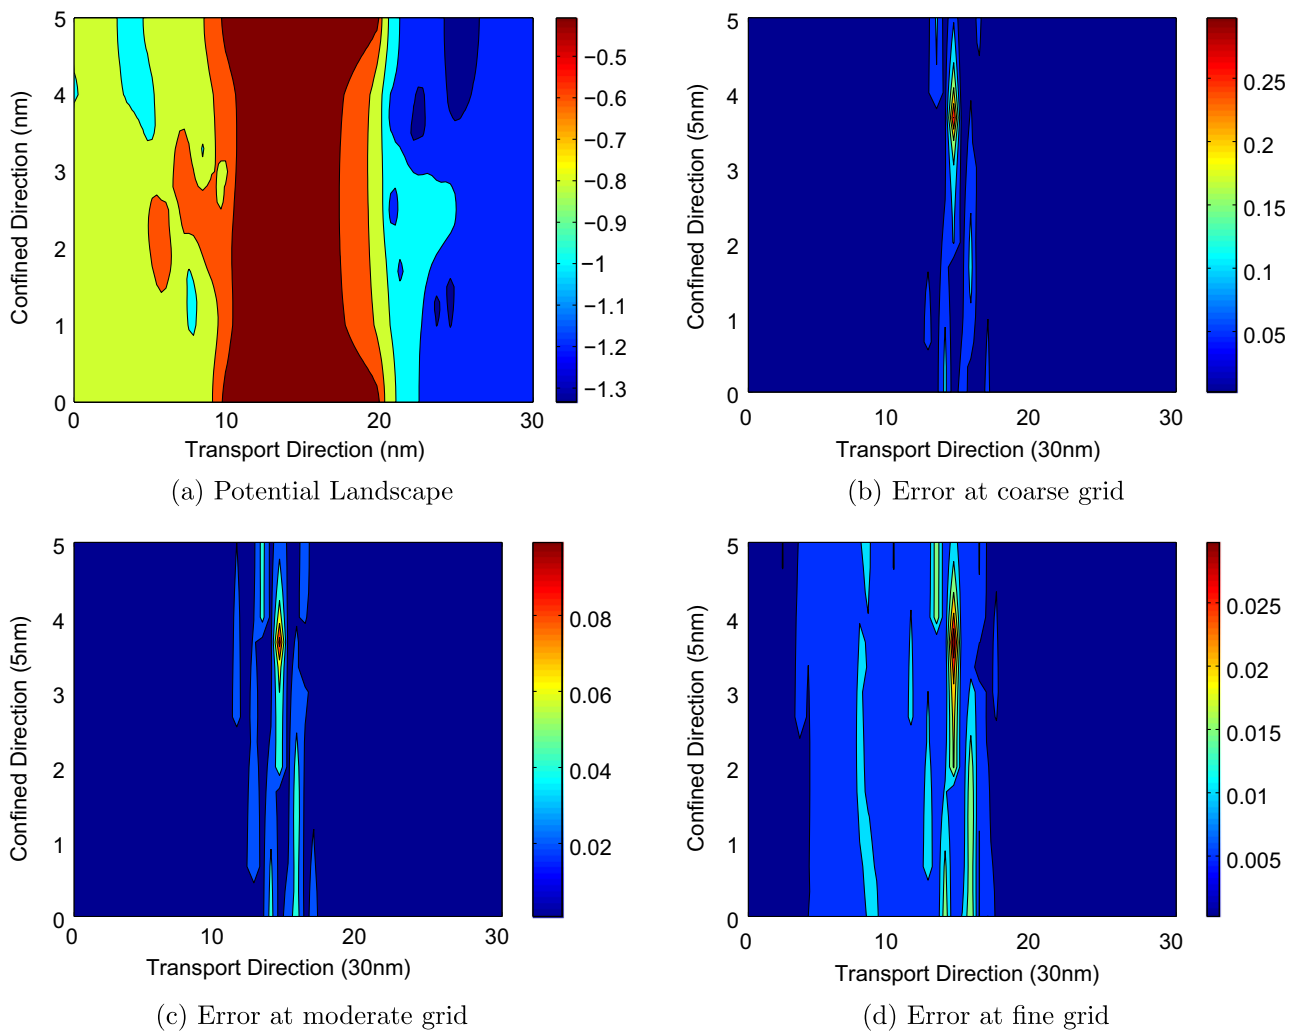 5
4
3
2
1
0
Confined Direction (nm)
0 10 20 30
Transport Direction (nm)
−0.5
−0.6
−0.7
−0.8
−0.9
−1
−1.1
−1.2
−1.3
(a) Potential Landscape
5
4
3
2
1
0
Confined Direction (5nm)
0 10 20 30
Transport Direction (30nm)
0.25
0.2
0.15
0.1
0.05
(b) Error at coarse grid
5
4
3
2
1
0
Confined Direction (5nm)
0 10 20 30
Transport Direction (30nm)
0.08
0.06
0.04
0.02
(c) Error at moderate grid
5
4
3
2
1
0
Confined Direction (5nm)
0 10 20 30
Transport Direction (30nm)
0.025
0.02
0.015
0.01
0.005
(d) Error at fine grid